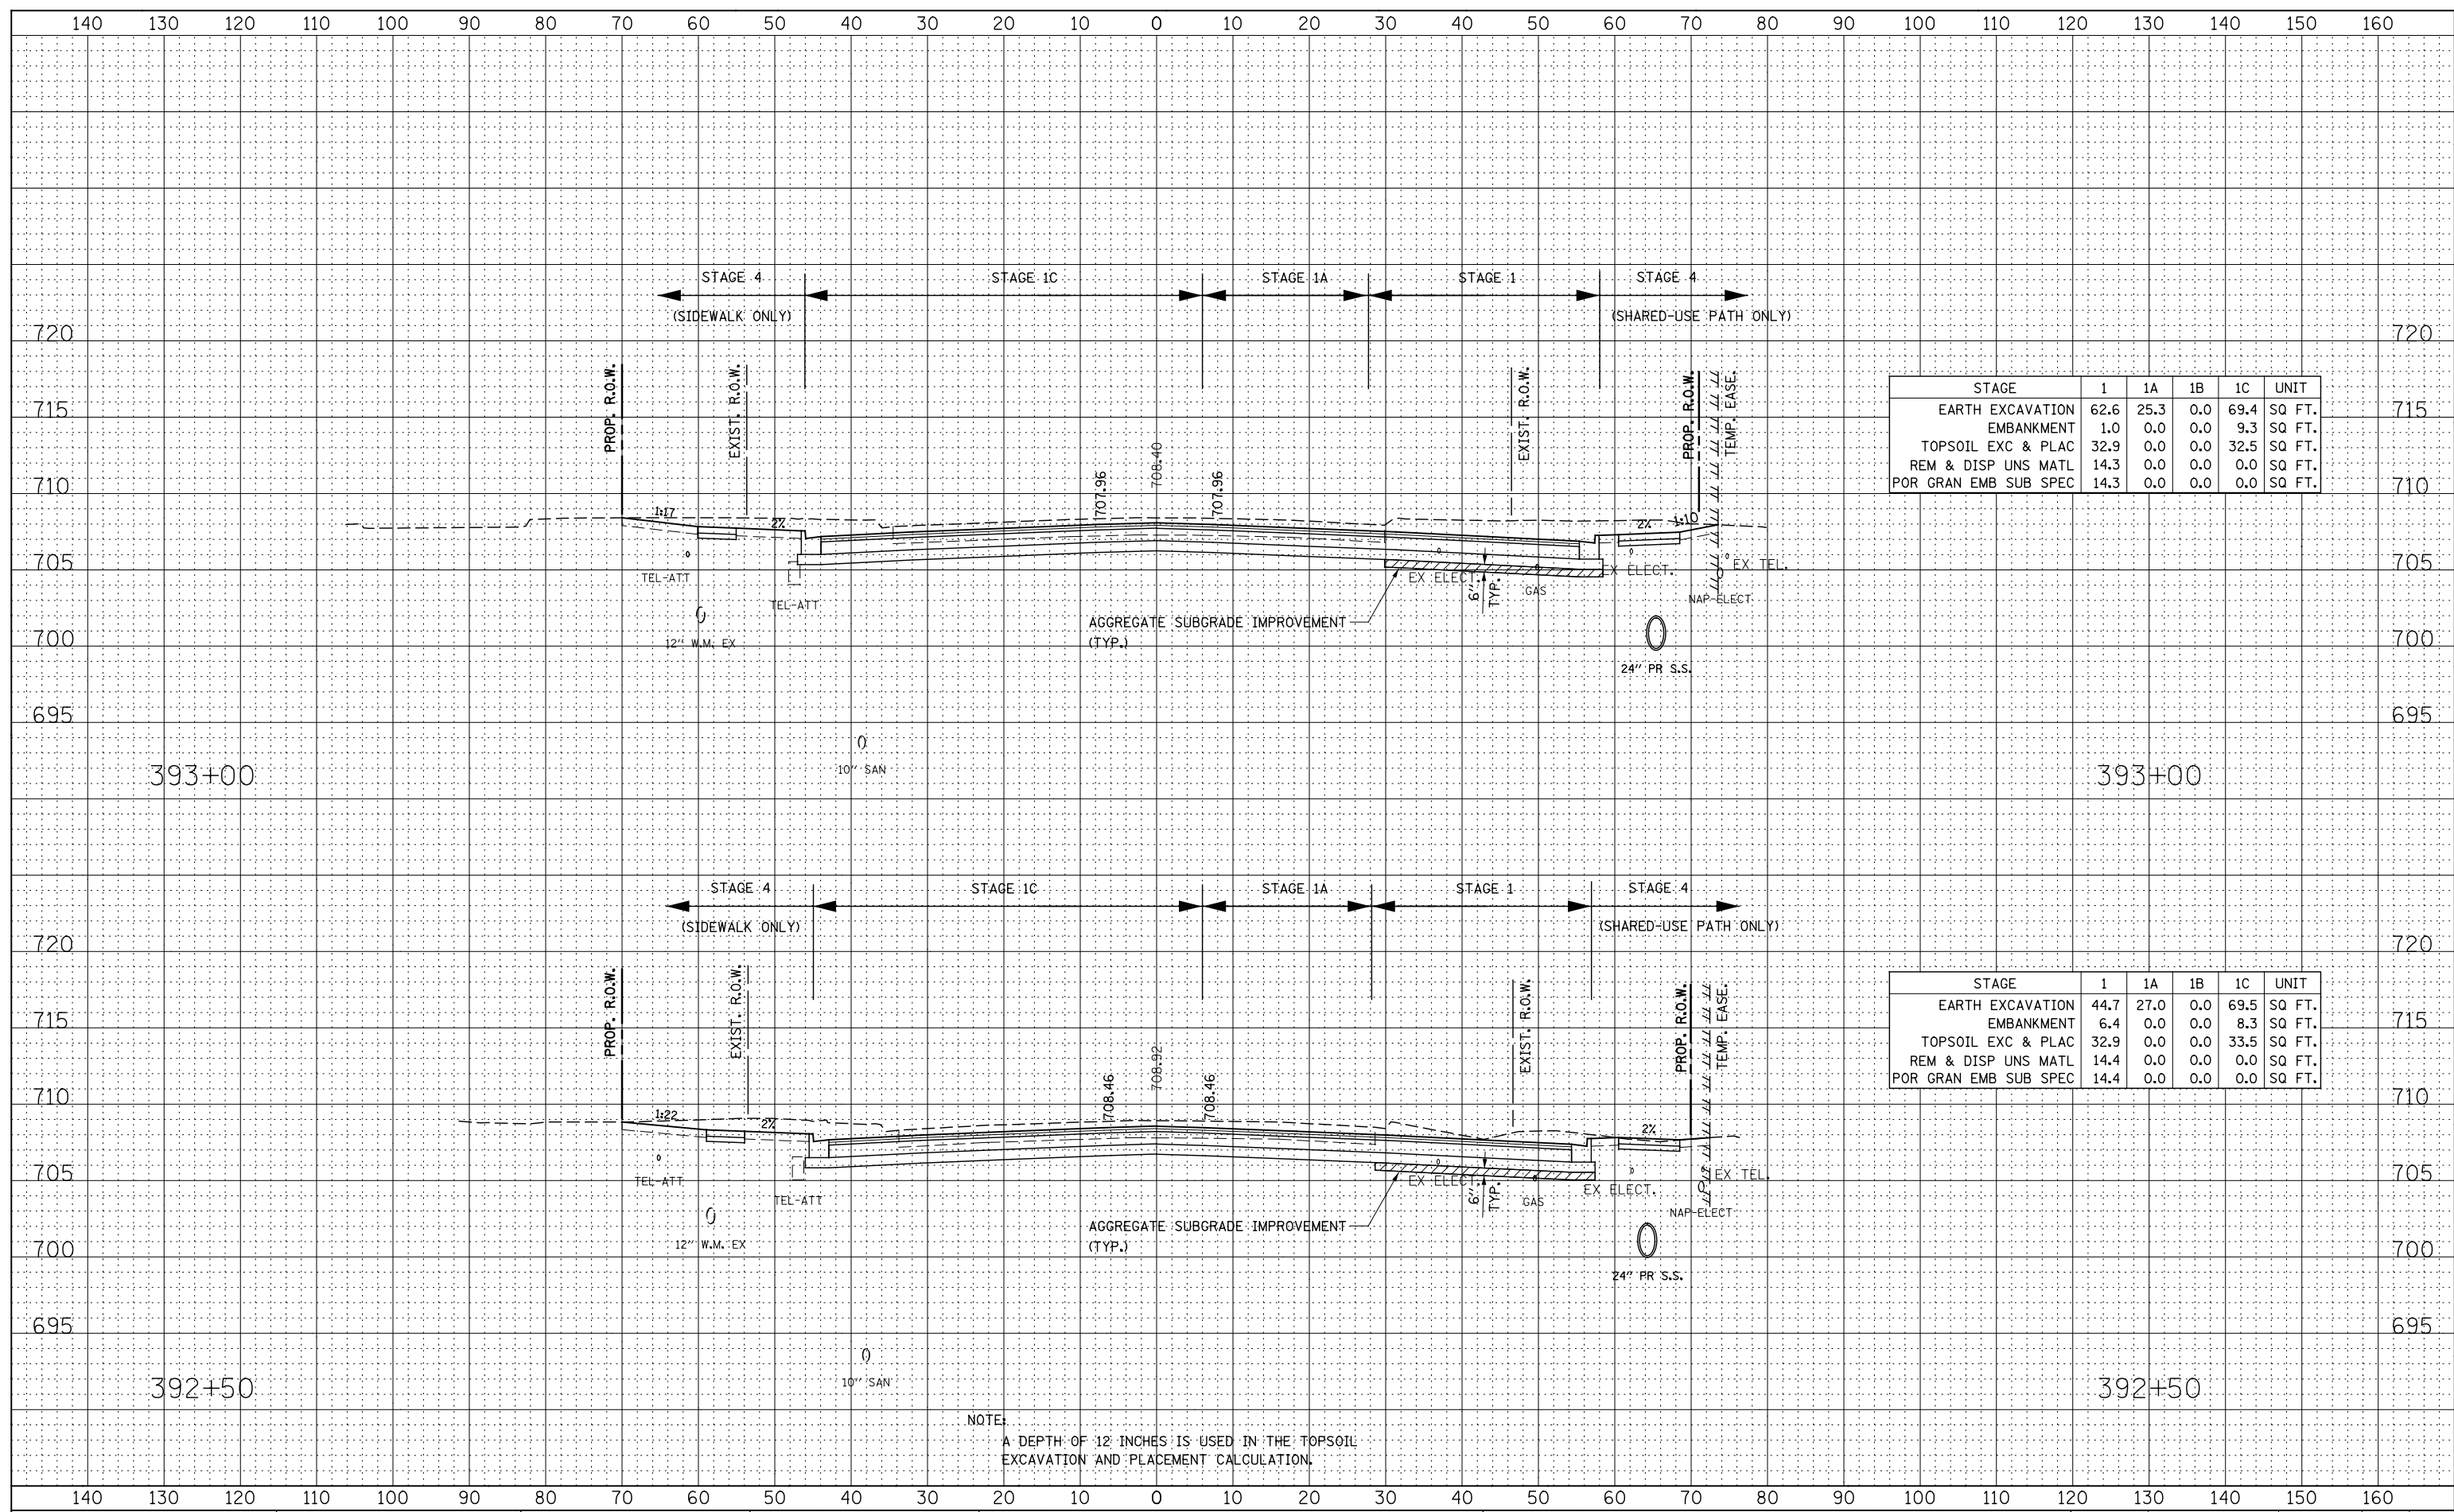 140 130 120 110 100 90 80 70 60 50 40 30 20 10 0 10 20 30 40 50 60 70 80 90 100 110 120 130 140 150 160
STAGE 4 STAGE 1C STAGE 1A STAGE 1 STAGE 4
(SIDEWALK ONLY) (SHARED-USE PATH ONLY)
720 720
PROP. R.O.W. EXIST. R.O.W. EXIST. R.O.W. PROP. R.O.W. TEMP. EASE.
STAGE 1 1A 1B 1C UNIT
EARTH EXCAVATION 62.6 25.3 0.0 69.4 SQ FT.
EMBANKMENT 1.0 0.0 0.0 9.3 SQ FT.
TOPSOIL EXC & PLAC 32.9 0.0 0.0 32.5 SQ FT.
REM & DISP UNS MATL 14.3 0.0 0.0 0.0 SQ FT.
POR GRAN EMB SUB SPEC 14.3 0.0 0.0 0.0 SQ FT.
715 715
707.96 708.40 707.96
710 710
1:17 2% 2% 1:10
705 705
TEL-ATT EX ELECT. EX ELECT. EX TEL.
6" TYP.
GAS
NAP-ELECT
TEL-ATT
AGGREGATE SUBGRADE IMPROVEMENT
(TYP.)
700 700
12" W.M. EX
24" PR S.S.
695 695
10" SAN
393+00 393+00
STAGE 4 STAGE 1C STAGE 1A STAGE 1 STAGE 4
(SIDEWALK ONLY) (SHARED-USE PATH ONLY)
720 720
PROP. R.O.W. EXIST. R.O.W. EXIST. R.O.W. PROP. R.O.W. TEMP. EASE.
STAGE 1 1A 1B 1C UNIT
EARTH EXCAVATION 44.7 27.0 0.0 69.5 SQ FT.
EMBANKMENT 6.4 0.0 0.0 8.3 SQ FT.
TOPSOIL EXC & PLAC 32.9 0.0 0.0 33.5 SQ FT.
REM & DISP UNS MATL 14.4 0.0 0.0 0.0 SQ FT.
POR GRAN EMB SUB SPEC 14.4 0.0 0.0 0.0 SQ FT.
715 715
708.46 708.92 708.46
710 710
1:22 2% 2%
705 705
TEL-ATT EX ELECT. EX ELECT. EX TEL.
6" TYP.
TEL-ATT GAS
NAP-ELECT
AGGREGATE SUBGRADE IMPROVEMENT
(TYP.)
700 700
12" W.M. EX
24" PR S.S.
695 695
10" SAN
392+50 392+50
NOTE:
A DEPTH OF 12 INCHES IS USED IN THE TOPSOIL
EXCAVATION AND PLACEMENT CALCULATION.
140 130 120 110 100 90 80 70 60 50 40 30 20 10 0 10 20 30 40 50 60 70 80 90 100 110 120 130 140 150 160